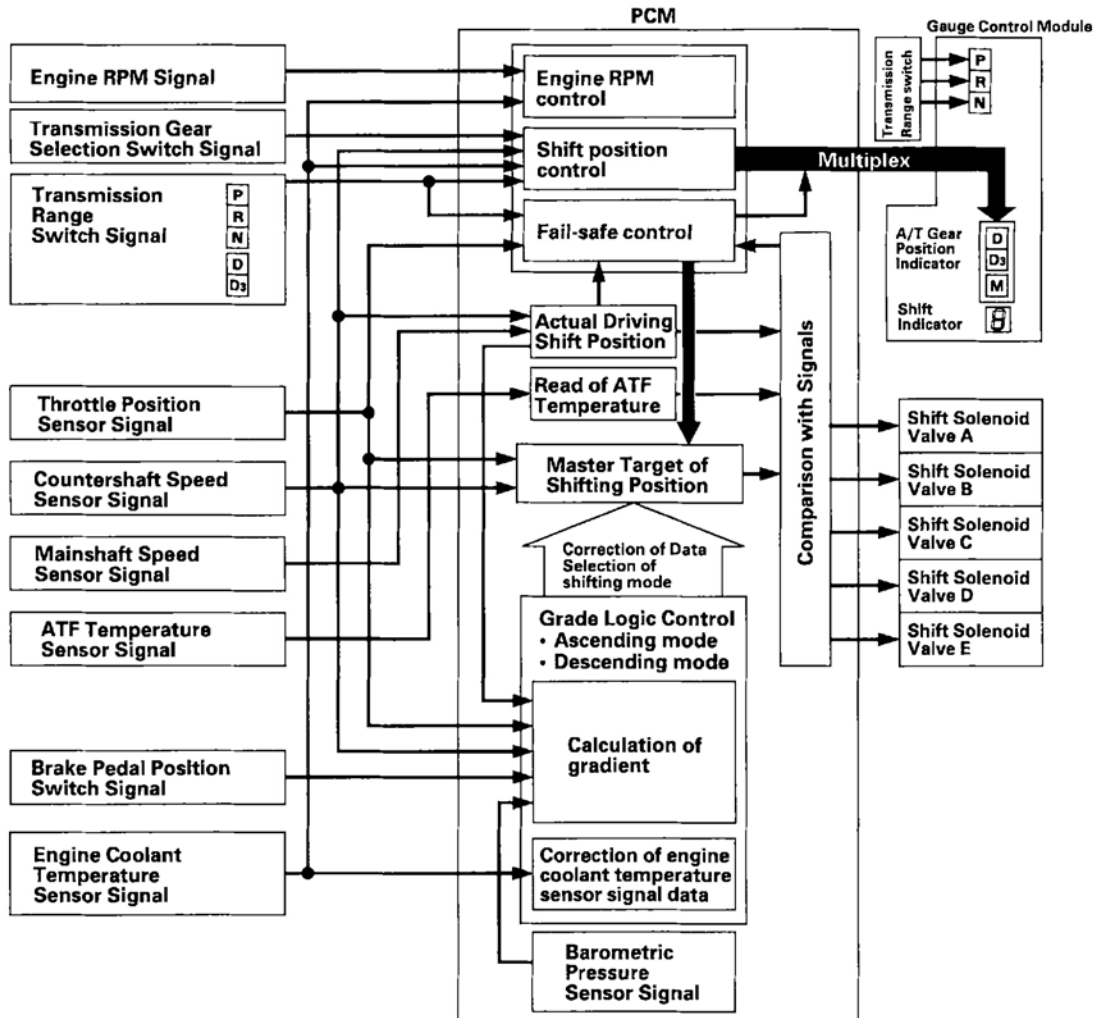 PCM
Gauge Control Module
Engine RPM Signal
Transmission Gear
Selection Switch Signal
Transmission
Range
Switch Signal
P
R
N
D
D3
Throttle Position
Sensor Signal
Countershaft Speed
Sensor Signal
Mainshaft Speed
Sensor Signal
ATF Temperature
Sensor Signal
Brake Pedal Position
Switch Signal
Engine Coolant
Temperature
Sensor Signal
Engine RPM
control
Shift position
control
Fail-safe control
Actual Driving
Shift Position
Read of ATF
Temperature
Master Target of
Shifting Position
Correction of Data
Selection of
shifting mode
Grade Logic Control
• Ascending mode
• Descending mode
Calculation of
gradient
Correction of engine
coolant temperature
sensor signal data
Barometric
Pressure
Sensor Signal
Multiplex
Comparison with Signals
Transmission
Range switch
P
R
N
A/T Gear
Position
Indicator
D
D3
M
Shift
Indicator
8
Shift Solenoid
Valve A
Shift Solenoid
Valve B
Shift Solenoid
Valve C
Shift Solenoid
Valve D
Shift Solenoid
Valve E